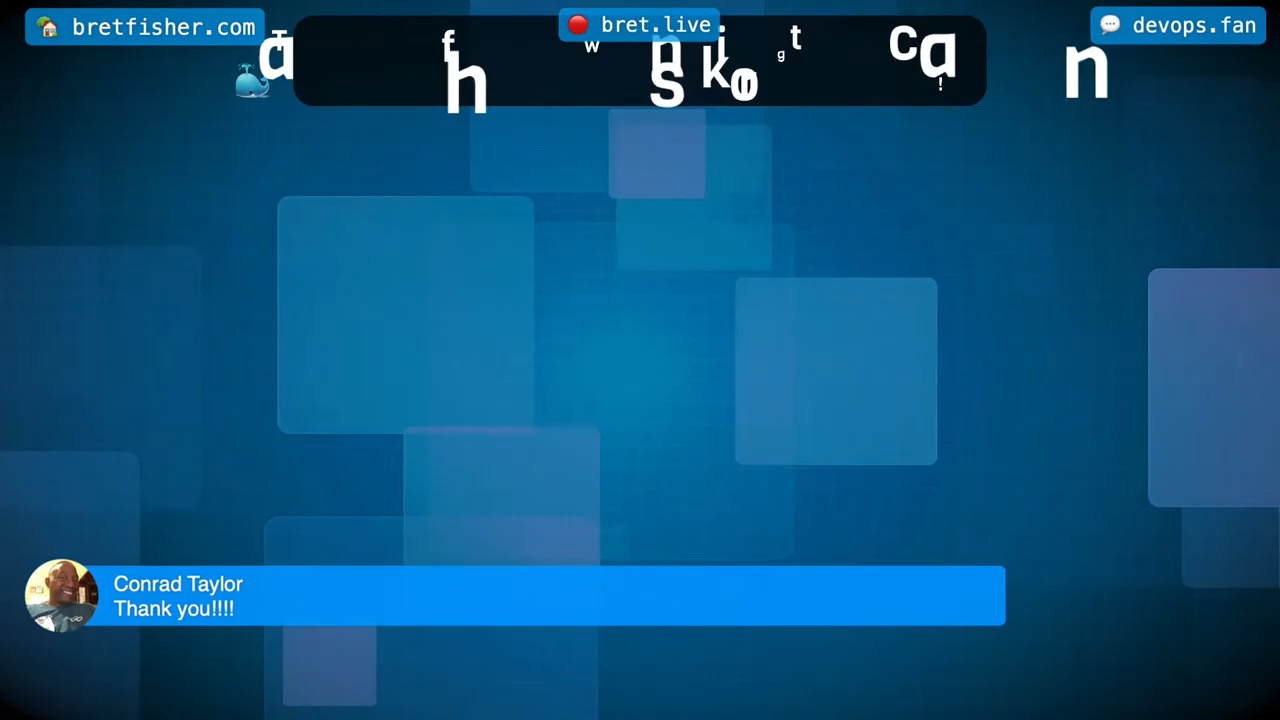 bretfisher.com
bret.live
devops.fan
Conrad Taylor
Thank you!!!!